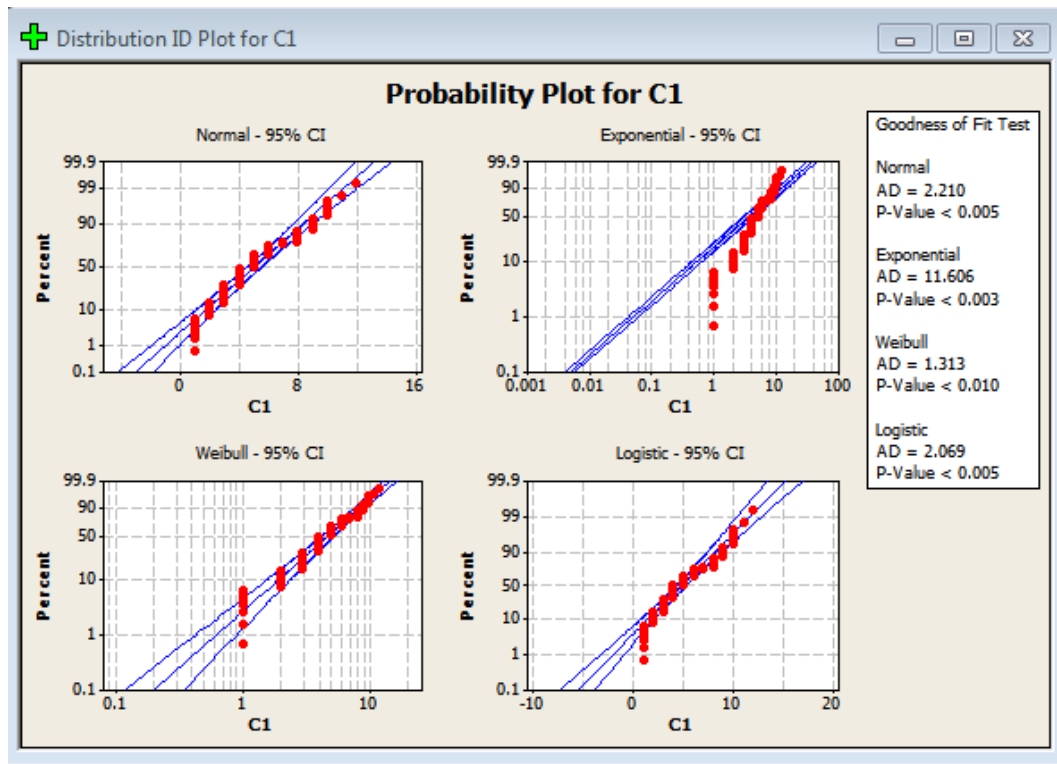 Distribution ID Plot for C1
Probability Plot for C1
Normal - 95% CI
99.9
99
90
50
10
1
0.1
Percent
0 8 16
C1
Exponential - 95% CI
99.9
90
50
10
1
0.1
Percent
0.001 0.01 0.1 1 10 100
C1
Weibull - 95% CI
99.9
90
50
10
1
0.1
Percent
0.1 1 10
C1
Logistic - 95% CI
99.9
99
90
50
10
1
0.1
Percent
-10 0 10 20
C1
Goodness of Fit Test
Normal
AD = 2.210
P-Value < 0.005
Exponential
AD = 11.606
P-Value < 0.003
Weibull
AD = 1.313
P-Value < 0.010
Logistic
AD = 2.069
P-Value < 0.005